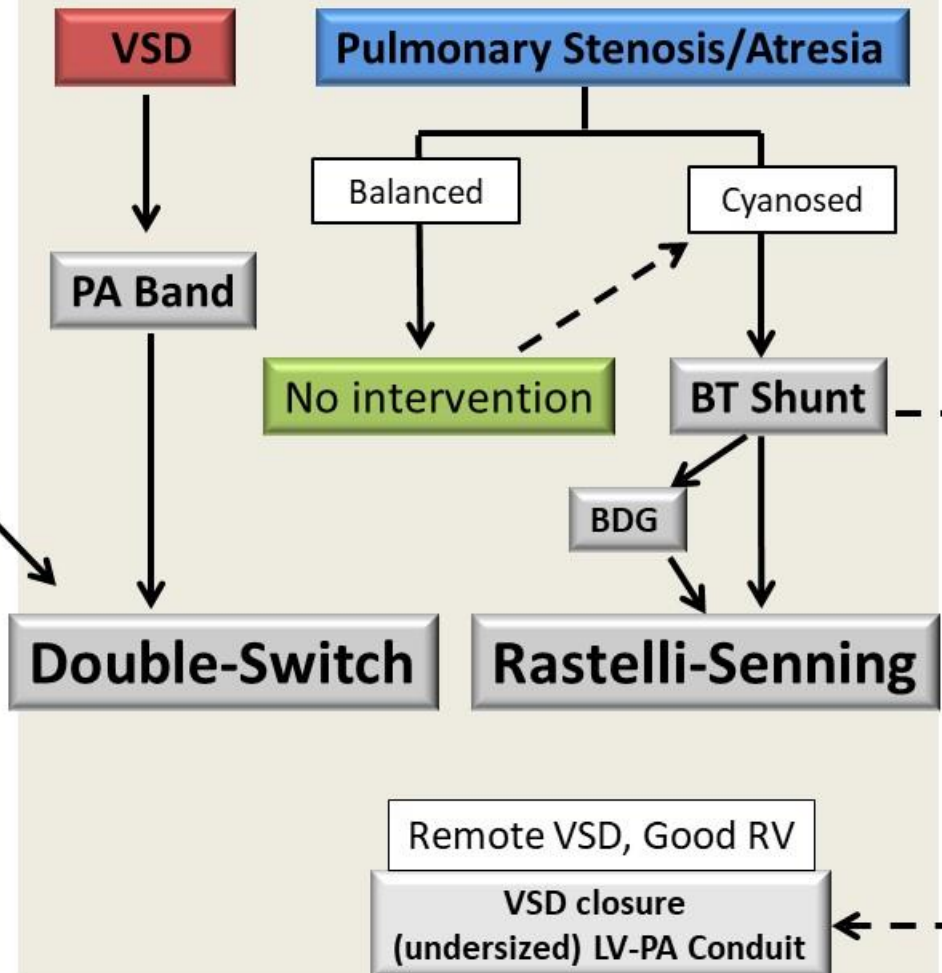 VSD
Pulmonary Stenosis/Atresia
Balanced
Cyanosed
PA Band
No intervention
BT Shunt
BDG
Double-Switch
Rastelli-Senning
Remote VSD, Good RV
VSD closure
(undersized) LV-PA Conduit